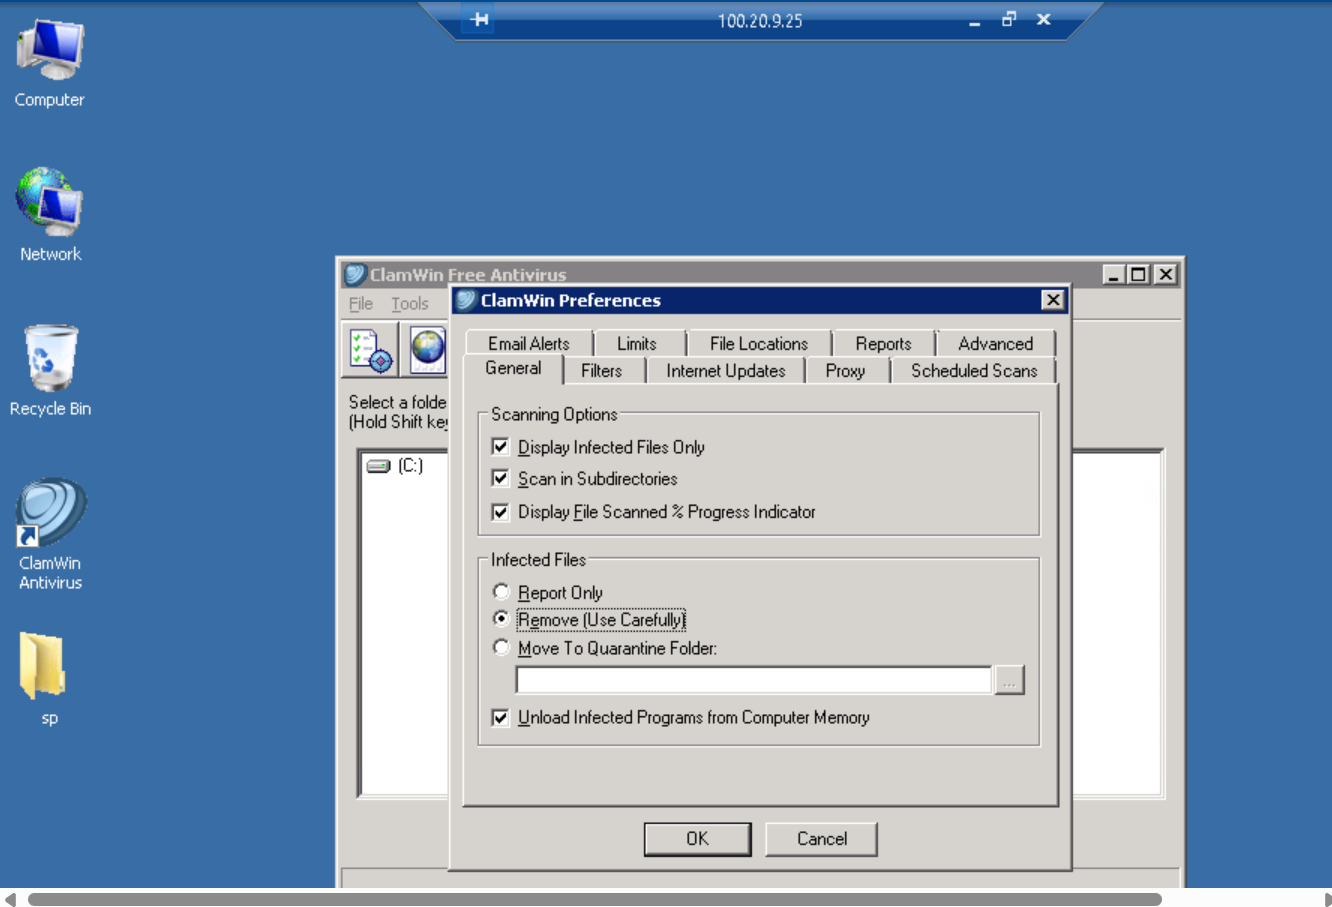 100.20.9.25
Computer
Network
Recycle Bin
ClamWin
Antivirus
sp
ClamWin Free Antivirus
File Tools
Select a folde
(Hold Shift key
(C:)
ClamWin Preferences
Email Alerts Limits File Locations Reports Advanced
General Filters Internet Updates Proxy Scheduled Scans
Scanning Options
Display Infected Files Only
Scan in Subdirectories
Display File Scanned % Progress Indicator
Infected Files
Report Only
Remove (Use Carefully)
Move To Quarantine Folder:
...
Unload Infected Programs from Computer Memory
OK Cancel